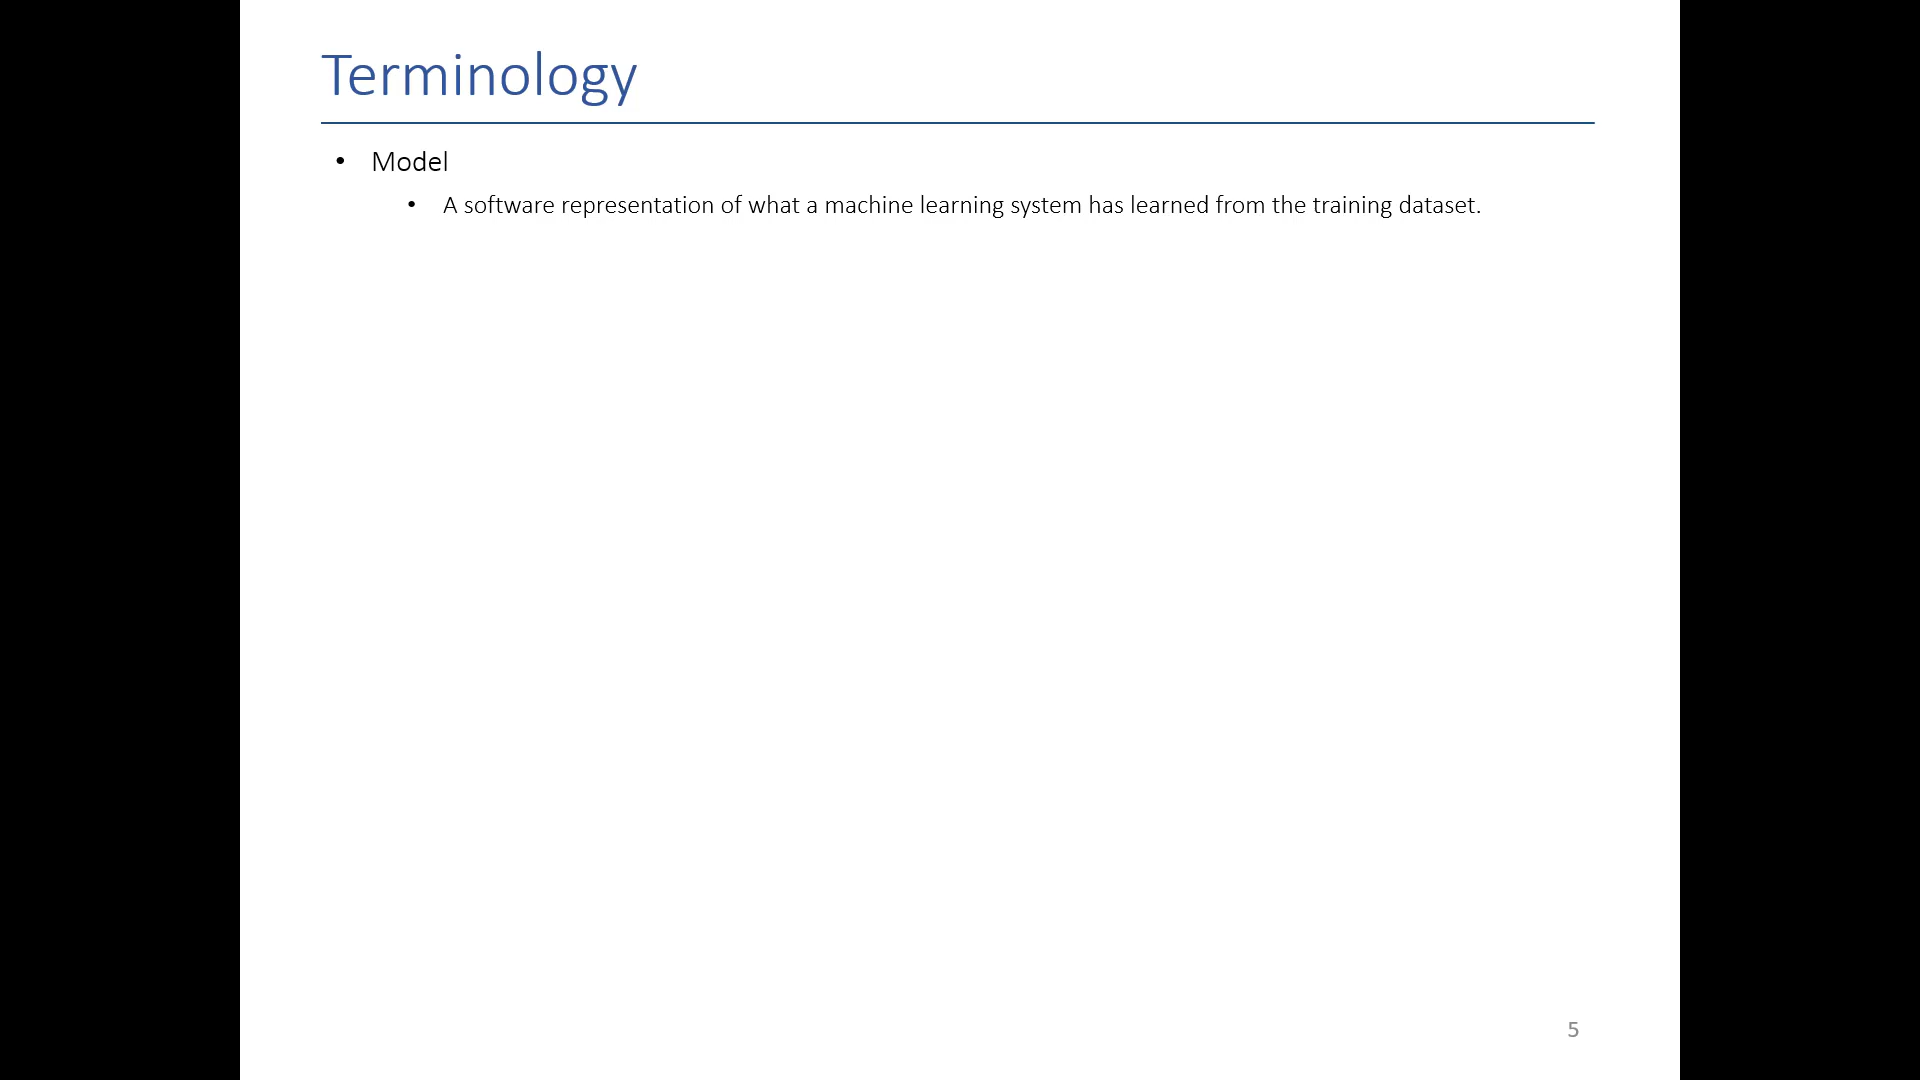 Terminology
• Model
• A software representation of what a machine learning system has learned from the training dataset.
5